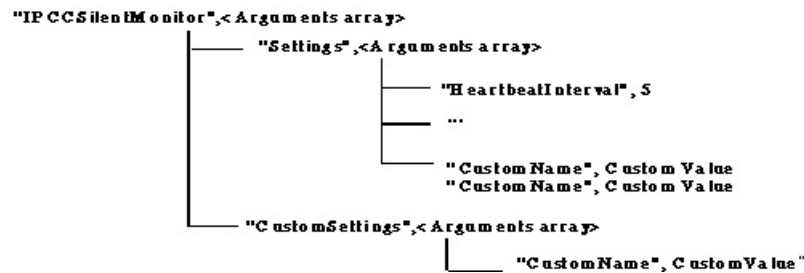 "IPCCSilentMonitor",<Arguments array>
"Settings",<Arguments array>
"HeartbeatInterval", 5
...
"CustomName", Custom Value
"CustomName", Custom Value
"CustomSettings",<Arguments array>
"CustomName", CustomValue"